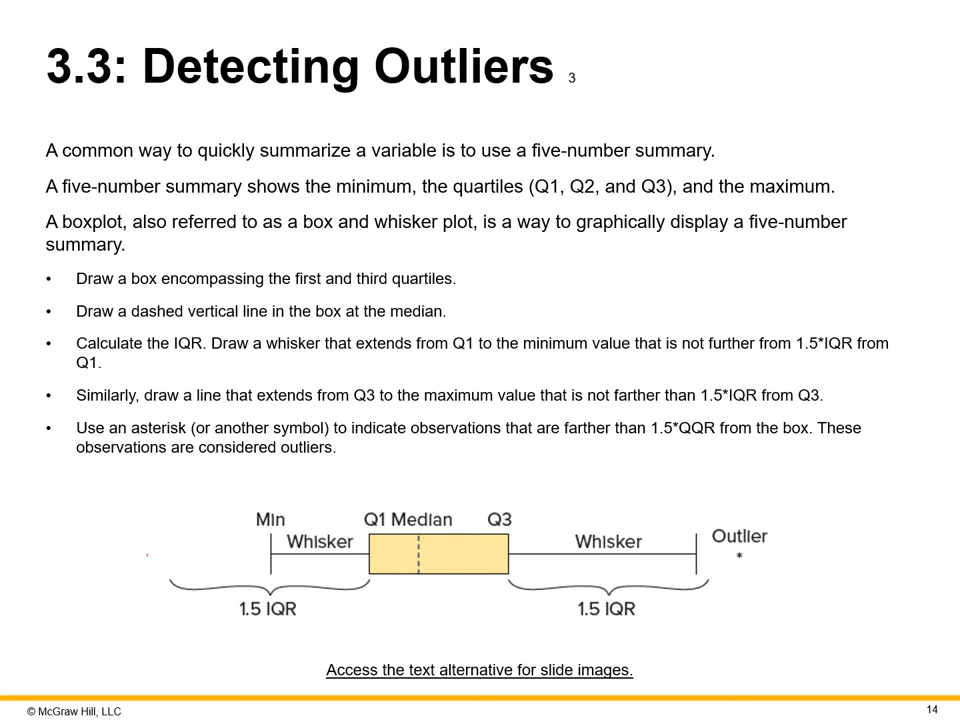 3.3: Detecting Outliers 3
A common way to quickly summarize a variable is to use a five-number summary.
A five-number summary shows the minimum, the quartiles (Q1, Q2, and Q3), and the maximum.
A boxplot, also referred to as a box and whisker plot, is a way to graphically display a five-number
summary.
• Draw a box encompassing the first and third quartiles.
• Draw a dashed vertical line in the box at the median.
• Calculate the IQR. Draw a whisker that extends from Q1 to the minimum value that is not further from 1.5*IQR from
Q1.
• Similarly, draw a line that extends from Q3 to the maximum value that is not farther than 1.5*IQR from Q3.
• Use an asterisk (or another symbol) to indicate observations that are farther than 1.5*QQR from the box. These
observations are considered outliers.
Min Q1 Median Q3
Whisker Whisker Outlier
*
1.5 IQR 1.5 IQR
Access the text alternative for slide images.
© McGraw Hill, LLC 14